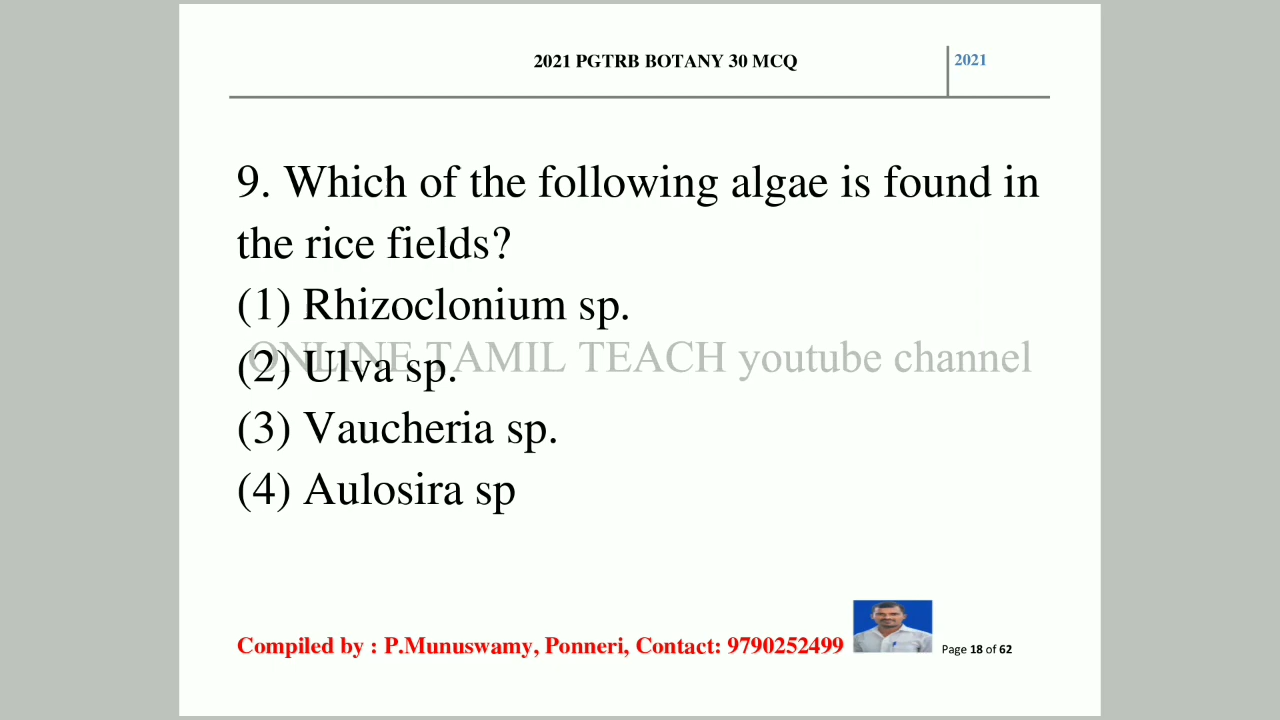 2021 PGTRB BOTANY 30 MCQ
2021
9. Which of the following algae is found in
the rice fields?
(1) Rhizoclonium sp.
(2) Ulva sp.
ONLINE TAMIL TEACH youtube channel
(3) Vaucheria sp.
(4) Aulosira sp
Compiled by : P.Munuswamy, Ponneri, Contact: 9790252499
Page 18 of 62